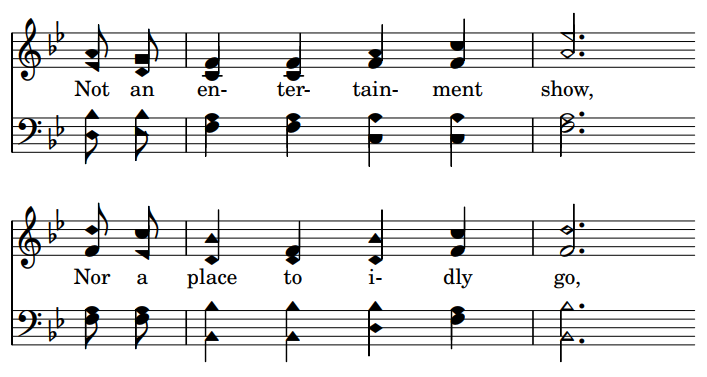 Not an en- ter- tain- ment show,
Nor a place to i- dly go,